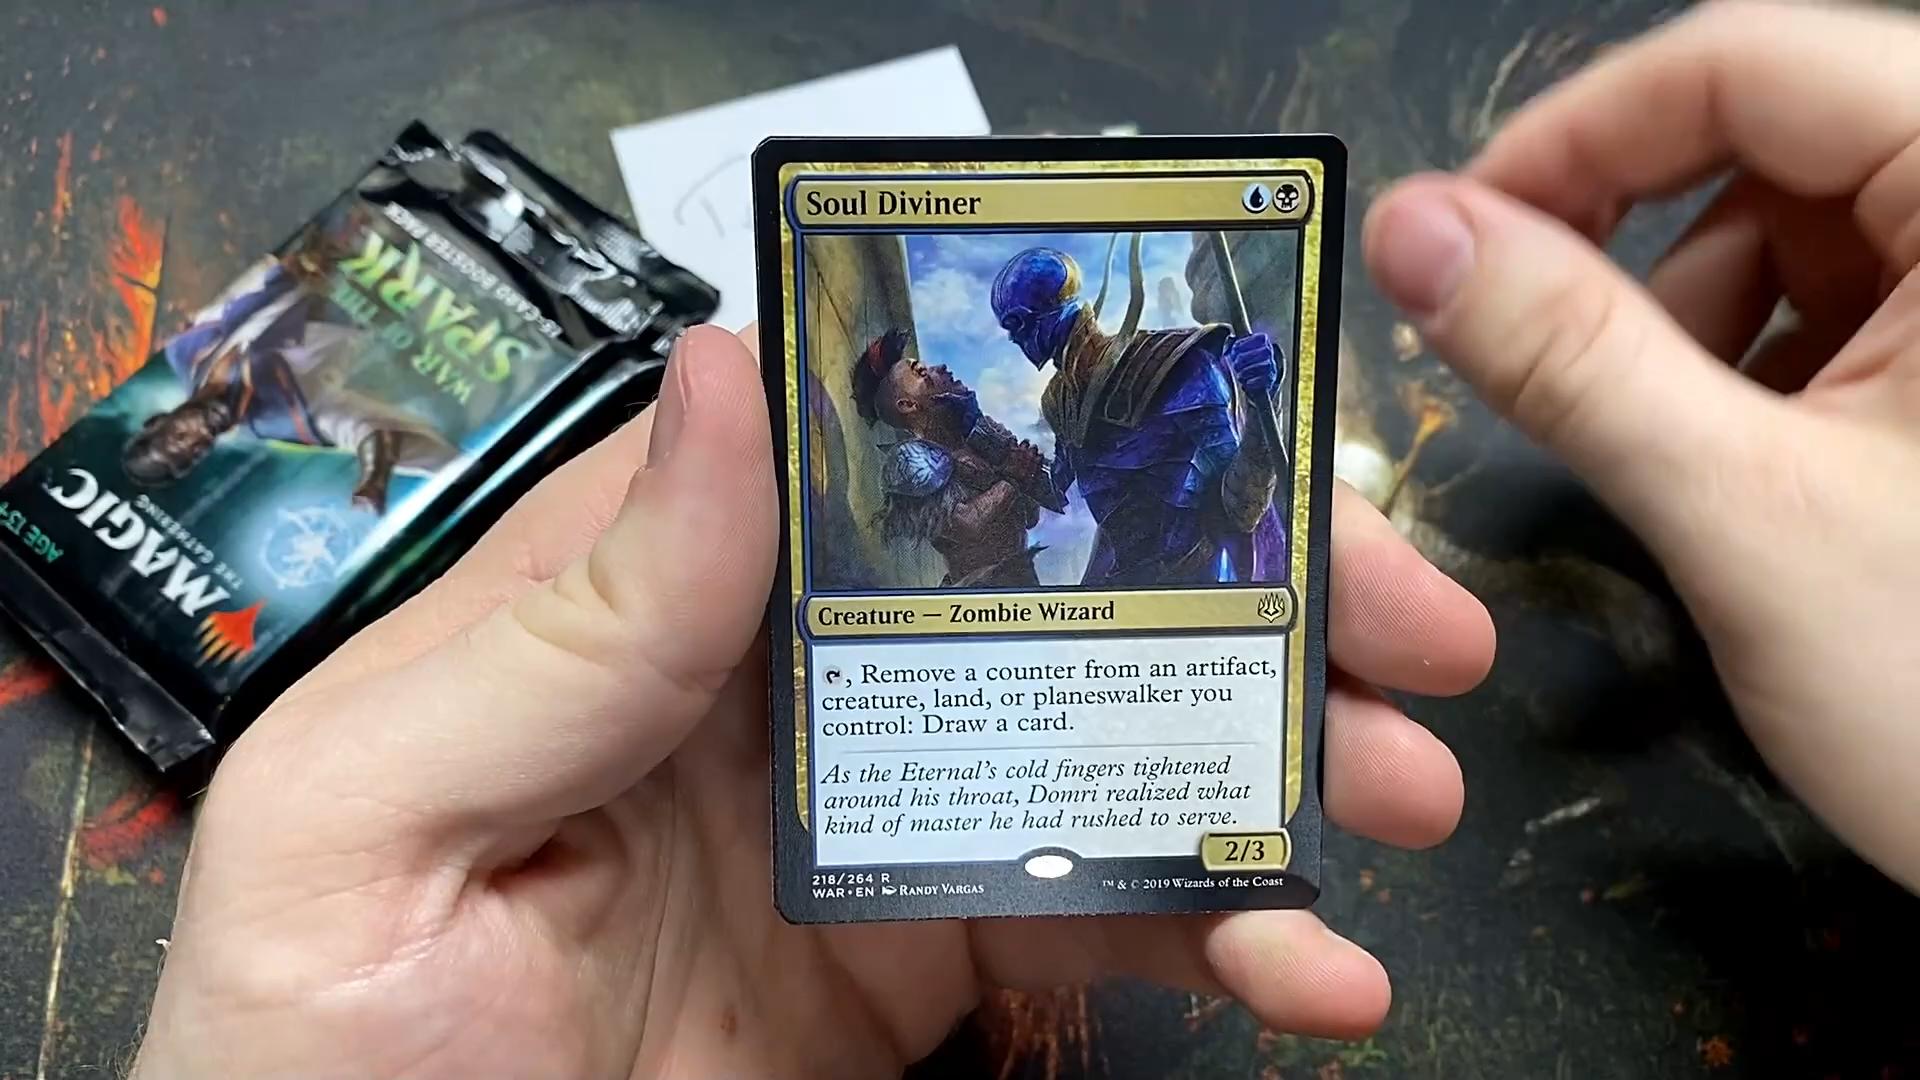 Soul Diviner
Creature — Zombie Wizard
, Remove a counter from an artifact,
creature, land, or planeswalker you
control: Draw a card.
As the Eternal's cold fingers tightened
around his throat, Domri realized what
kind of master he had rushed to serve.
2/3
218/264 R
WAR • EN RANDY VARGAS
™ & © 2019 Wizards of the Coast
MAGIC
THE GATHERING
AGE 13+
WAR OF THE
SPARK
15-CARD BOOSTER PACK